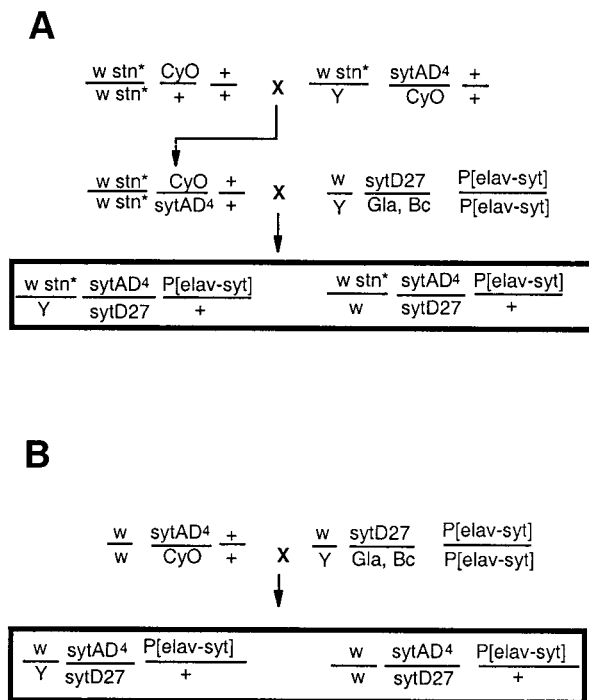 A
w stn* CyO + w stn* sytAD4 +
w stn* + + X Y CyO +
w stn* CyO + w sytD27 P[elav-syt]
w stn* sytAD4 + X Y Gla, Bc P[elav-syt]
w stn* sytAD4 P[elav-syt] w stn* sytAD4 P[elav-syt]
Y sytD27 + w sytD27 +
B
w sytAD4 + w sytD27 P[elav-syt]
w CyO + X Y Gla, Bc P[elav-syt]
w sytAD4 P[elav-syt] w sytAD4 P[elav-syt]
Y sytD27 + w sytD27 +